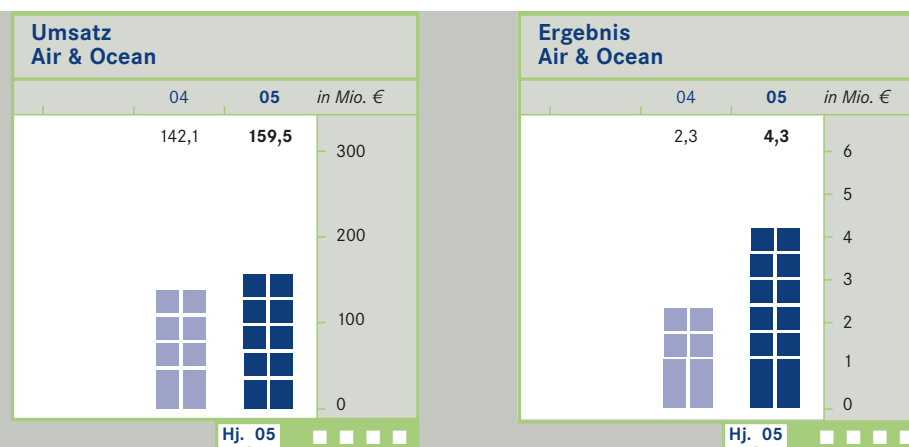 Umsatz
Air & Ocean
04 05 in Mio. €
142,1 159,5
300
200
100
0
Hj. 05
Ergebnis
Air & Ocean
04 05 in Mio. €
2,3 4,3
6
5
4
3
2
1
0
Hj. 05